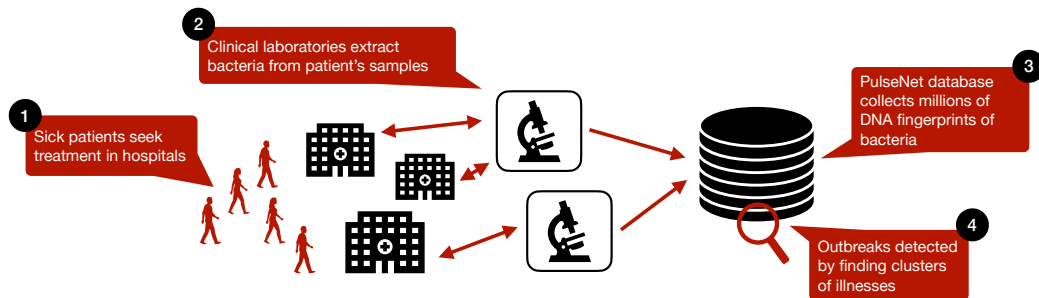 1
Sick patients seek
treatment in hospitals
2
Clinical laboratories extract
bacteria from patient's samples
3
PulseNet database
collects millions of
DNA fingerprints of
bacteria
4
Outbreaks detected
by finding clusters
of illnesses